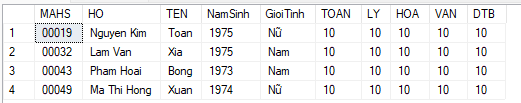 MAHS HO TEN NamSinh GioiTinh TOAN LY HOA VAN DTB
1 00019 Nguyen Kim Toan 1975 Nữ 10 10 10 10 10
2 00032 Lam Van Xia 1975 Nam 10 10 10 10 10
3 00043 Pham Hoai Bong 1973 Nam 10 10 10 10 10
4 00049 Ma Thi Hong Xuan 1974 Nữ 10 10 10 10 10